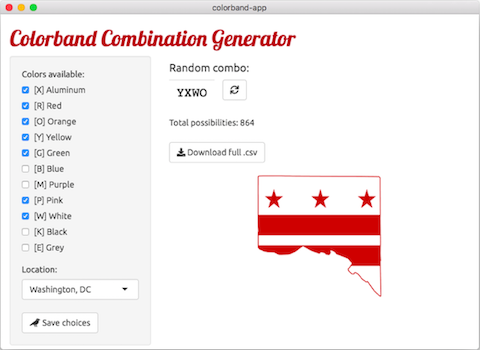 colorband-app
Colorband Combination Generator
Colors available:
[X] Aluminum
[R] Red
[O] Orange
[Y] Yellow
[G] Green
[B] Blue
[M] Purple
[P] Pink
[W] White
[K] Black
[E] Grey
Location:
Washington, DC
Save choices
Random combo:
YXWO
Total possibilities: 864
Download full .csv